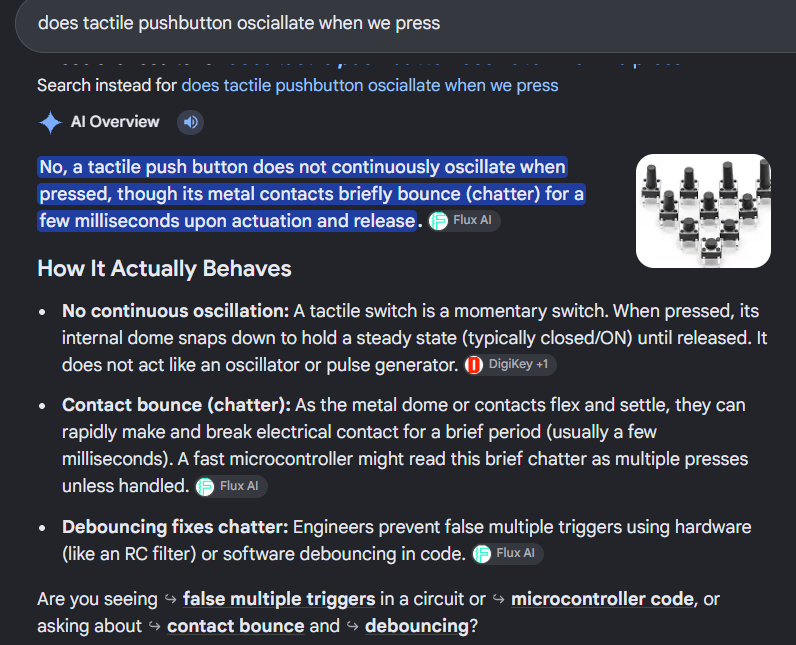 does tactile pushbutton osciallate when we press
Search instead for does tactile pushbutton osciallate when we press
AI Overview
No, a tactile push button does not continuously oscillate when
pressed, though its metal contacts briefly bounce (chatter) for a
few milliseconds upon actuation and release. Flux AI
How It Actually Behaves
• No continuous oscillation: A tactile switch is a momentary switch. When pressed, its
internal dome snaps down to hold a steady state (typically closed/ON) until released. It
does not act like an oscillator or pulse generator. DigiKey +1
• Contact bounce (chatter): As the metal dome or contacts flex and settle, they can
rapidly make and break electrical contact for a brief period (usually a few
milliseconds). A fast microcontroller might read this brief chatter as multiple presses
unless handled. Flux AI
• Debouncing fixes chatter: Engineers prevent false multiple triggers using hardware
(like an RC filter) or software debouncing in code. Flux AI
Are you seeing ↪ false multiple triggers in a circuit or ↪ microcontroller code, or
asking about ↪ contact bounce and ↪ debouncing?